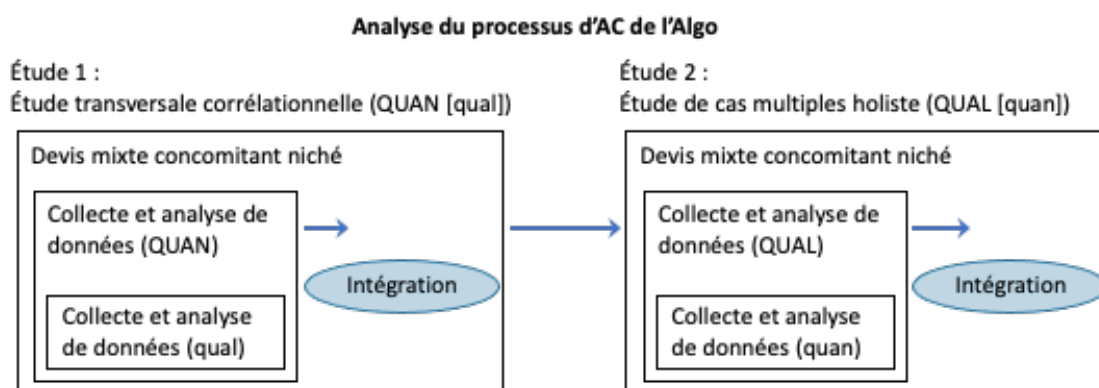 Analyse du processus d'AC de l'Algo
Étude 1 :
Étude transversale corrélationnelle (QUAN [qual])
Devis mixte concomitant niché
Collecte et analyse de
données (QUAN)
Intégration
Collecte et analyse
de données (qual)
Étude 2 :
Étude de cas multiples holiste (QUAL [quan])
Devis mixte concomitant niché
Collecte et analyse de
données (QUAL)
Intégration
Collecte et analyse
de données (quan)